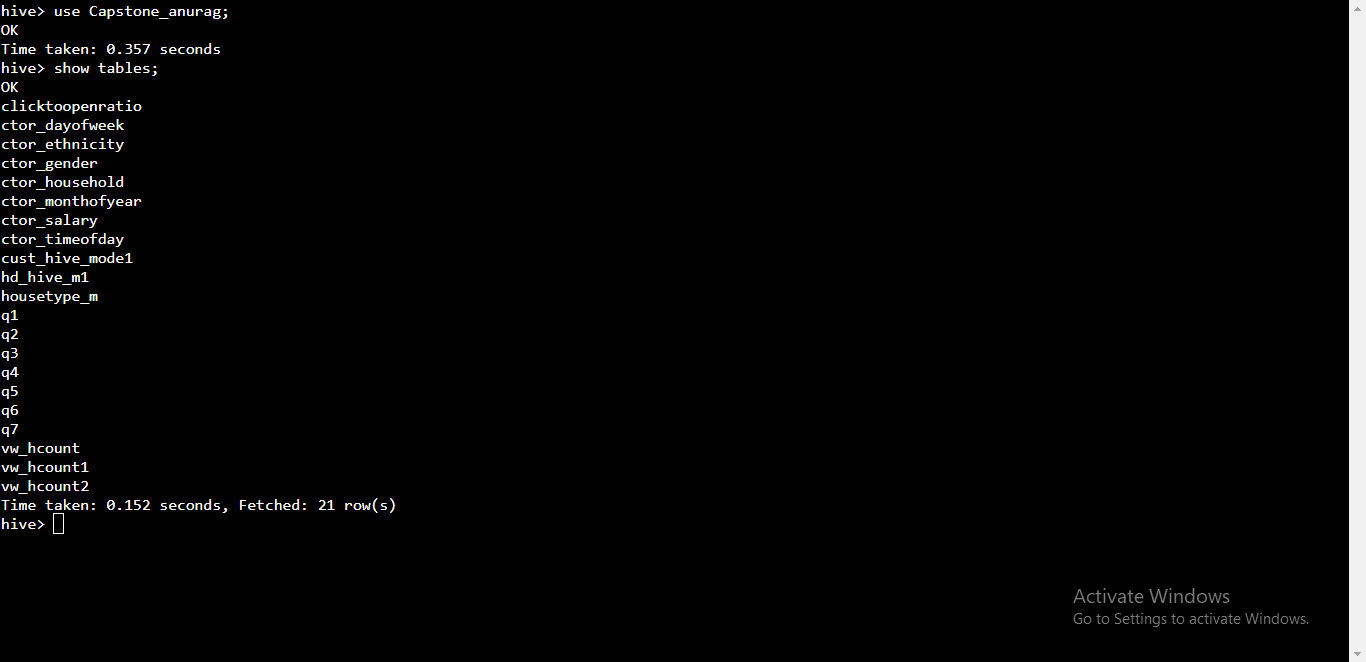 hive> use Capstone_anurag;
OK
Time taken: 0.357 seconds
hive> show tables;
OK
clicktoopenratio
ctor_dayofweek
ctor_ethnicity
ctor_gender
ctor_household
ctor_monthofyear
ctor_salary
ctor_timeofday
cust_hive_mode1
hd_hive_m1
housetype_m
q1
q2
q3
q4
q5
q6
q7
vw_hcount
vw_hcount1
vw_hcount2
Time taken: 0.152 seconds, Fetched: 21 row(s)
hive>
Activate Windows
Go to Settings to activate Windows.